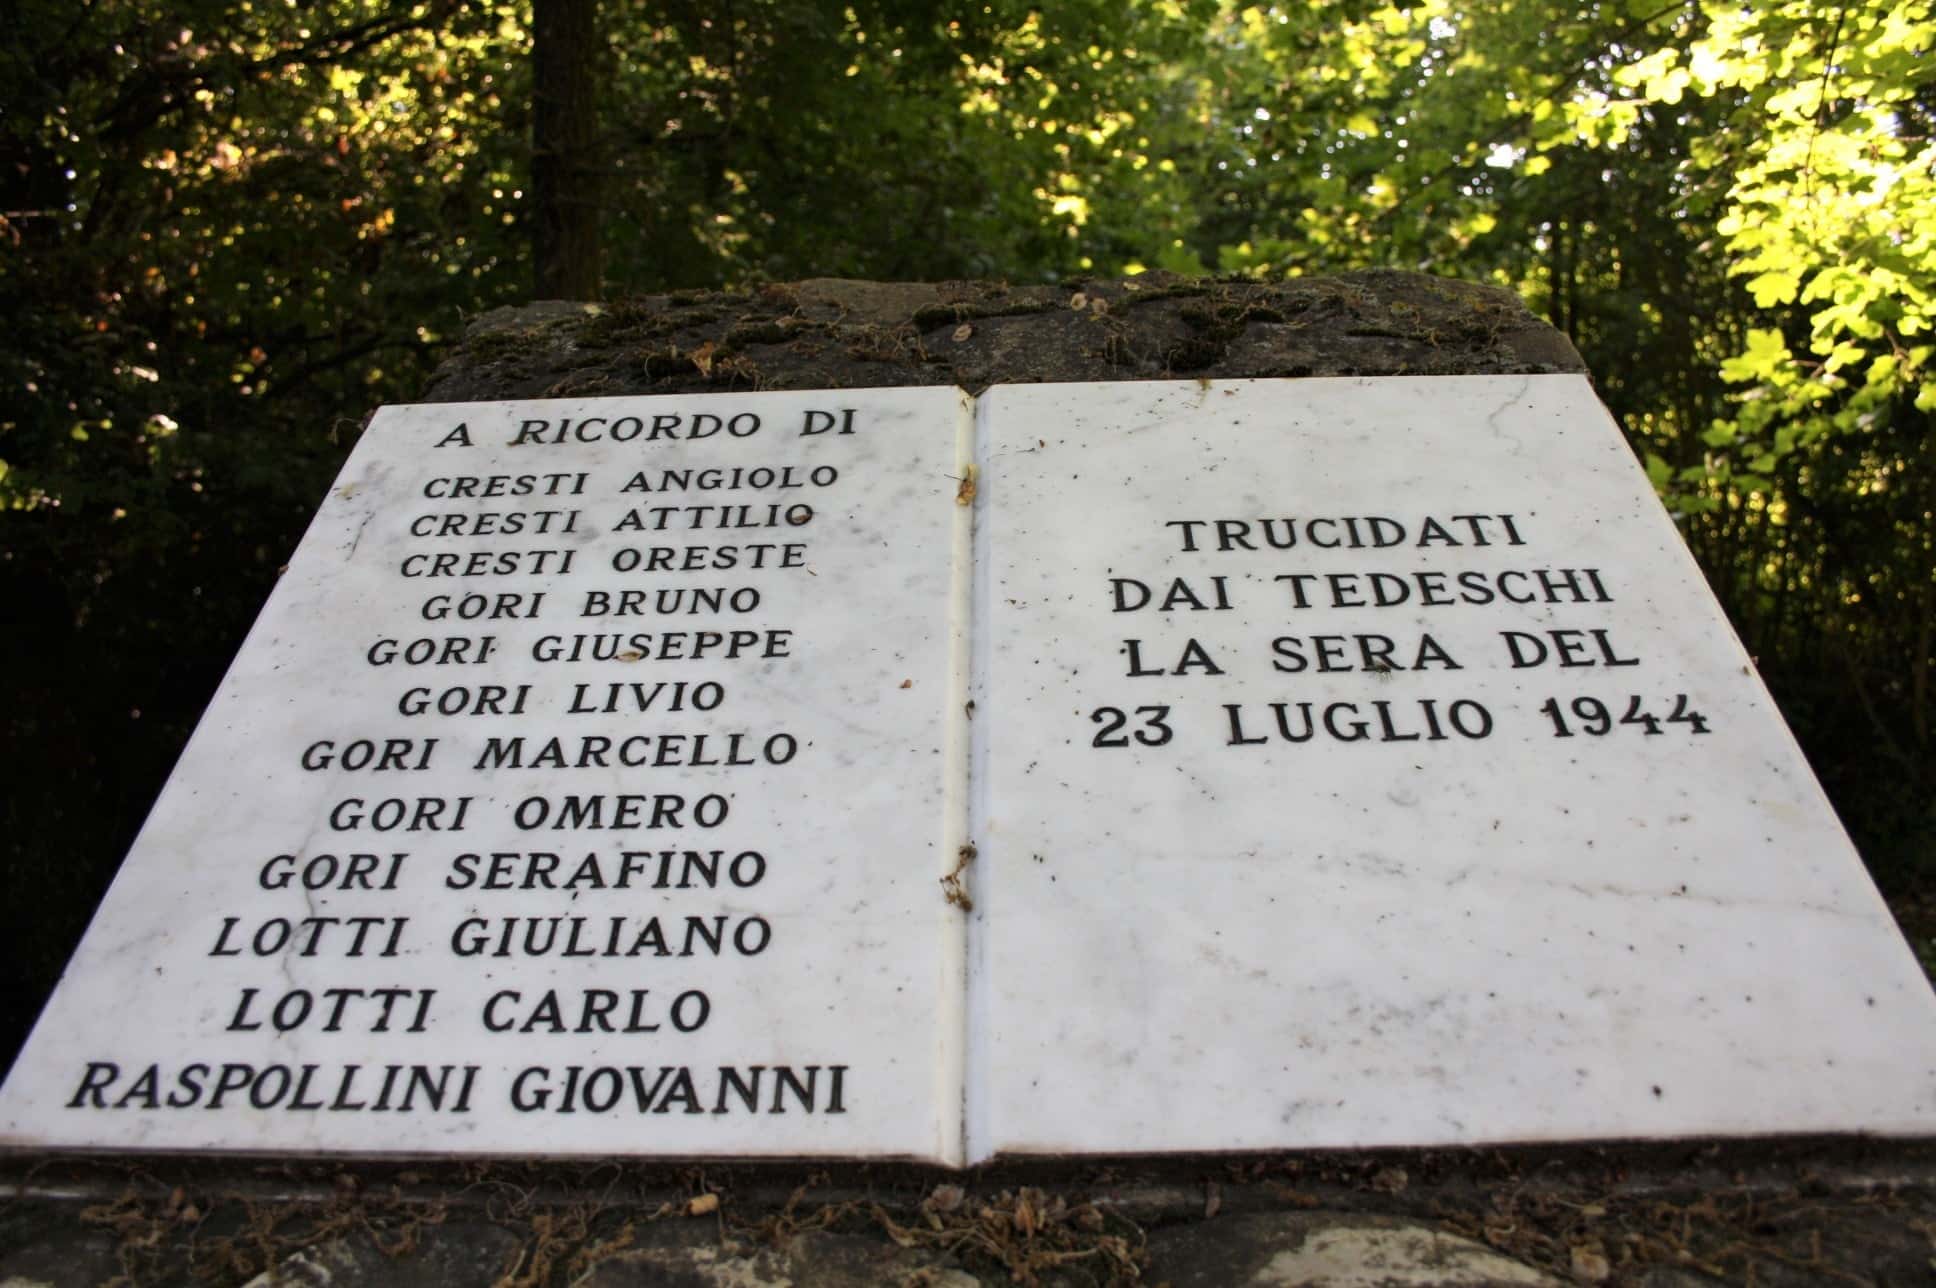 A RICORDO DI
CRESTI ANGIOLO
CRESTI ATTILIO
CRESTI ORESTE
GORI BRUNO
GORI GIUSEPPE
GORI LIVIO
GORI MARCELLO
GORI OMERO
GORI SERAFINO
LOTTI GIULIANO
LOTTI CARLO
RASPOLLINI GIOVANNI
TRUCIDATI
DAI TEDESCHI
LA SERA DEL
23 LUGLIO 1944